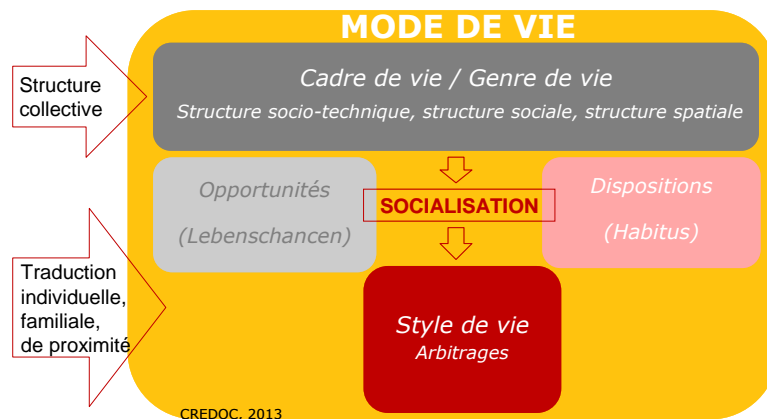 MODE DE VIE
Structure
collective
Cadre de vie / Genre de vie
Structure socio-technique, structure sociale, structure spatiale
Opportunités
(Lebenschancen)
SOCIALISATION
Dispositions
(Habitus)
Traduction
individuelle,
familiale,
de proximité
Style de vie
Arbitrages
CREDOC, 2013